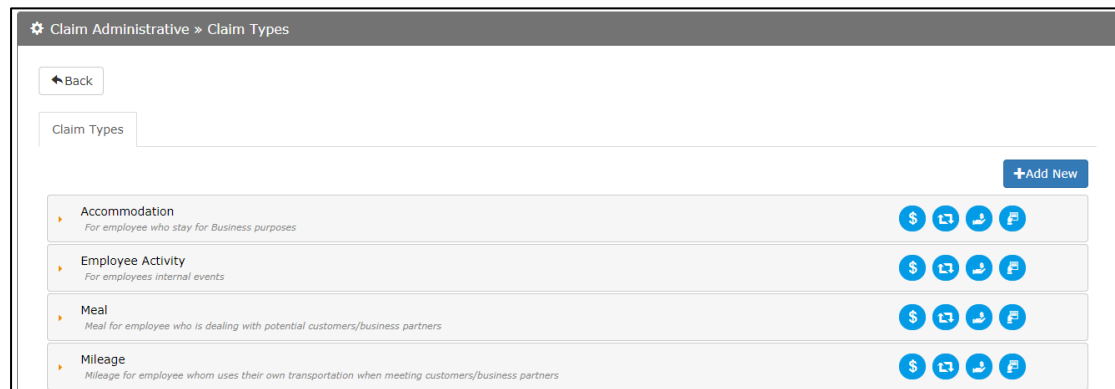 Claim Administrative » Claim Types
Back
Claim Types
+Add New
Accommodation
For employee who stay for Business purposes
Employee Activity
For employees internal events
Meal
Meal for employee who is dealing with potential customers/business partners
Mileage
Mileage for employee whom uses their own transportation when meeting customers/business partners